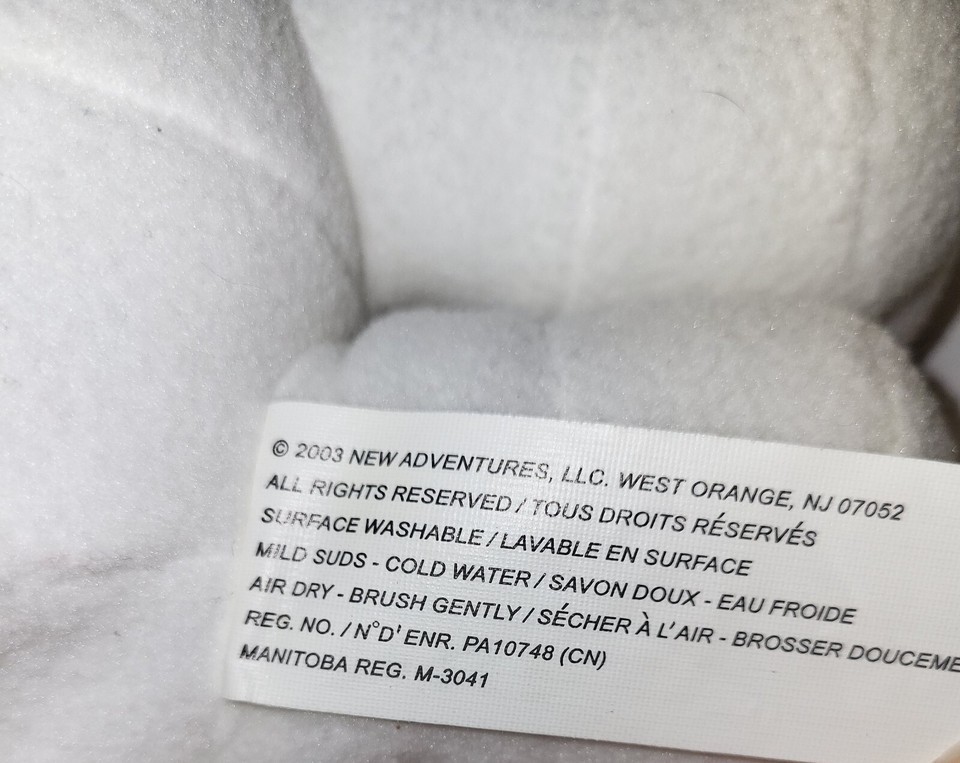 © 2003 NEW ADVENTURES, LLC. WEST ORANGE, NJ 07052
ALL RIGHTS RESERVED / TOUS DROITS RÉSERVÉS
SURFACE WASHABLE / LAVABLE EN SURFACE
MILD SUDS - COLD WATER / SAVON DOUX - EAU FROIDE
AIR DRY - BRUSH GENTLY / SÉCHER À L'AIR - BROSSER DOUCEME
REG. NO. / N°D' ENR. PA10748 (CN)
MANITOBA REG. M-3041